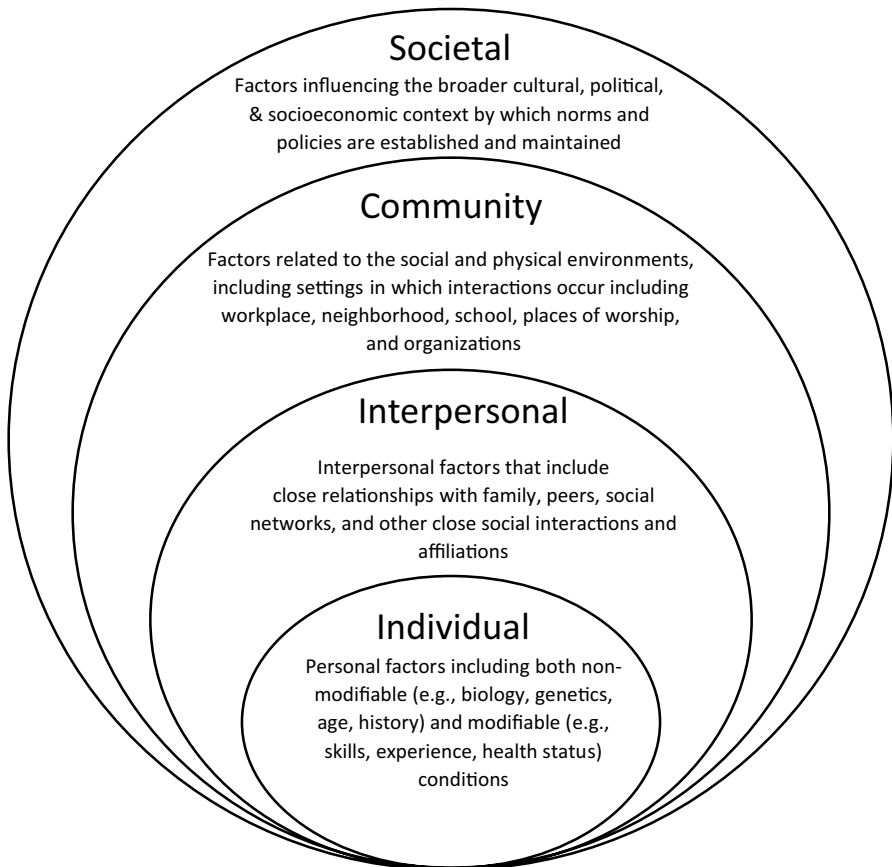 Societal
Factors influencing the broader cultural, political,
& socioeconomic context by which norms and
policies are established and maintained
Community
Factors related to the social and physical environments,
including settings in which interactions occur including
workplace, neighborhood, school, places of worship,
and organizations
Interpersonal
Interpersonal factors that include
close relationships with family, peers, social
networks, and other close social interactions and
affiliations
Individual
Personal factors including both non-
modifiable (e.g., biology, genetics,
age, history) and modifiable (e.g.,
skills, experience, health status)
conditions